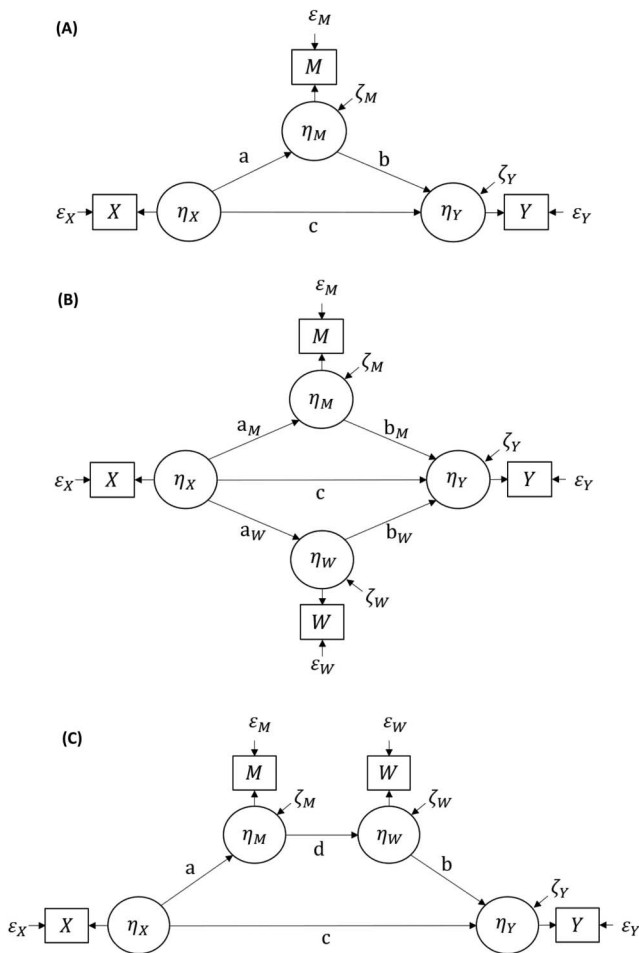 (A)
ε_M
M
ζ_M
η_M
a
b
ζ_Y
ε_X
X
η_X
c
η_Y
Y
ε_Y
(B)
ε_M
M
ζ_M
η_M
a_M
b_M
ζ_Y
ε_X
X
η_X
c
η_Y
Y
ε_Y
a_W
b_W
η_W
ζ_W
W
ε_W
(C)
ε_M
ε_W
M
W
ζ_M
ζ_W
η_M
d
η_W
a
b
ζ_Y
ε_X
X
η_X
c
η_Y
Y
ε_Y